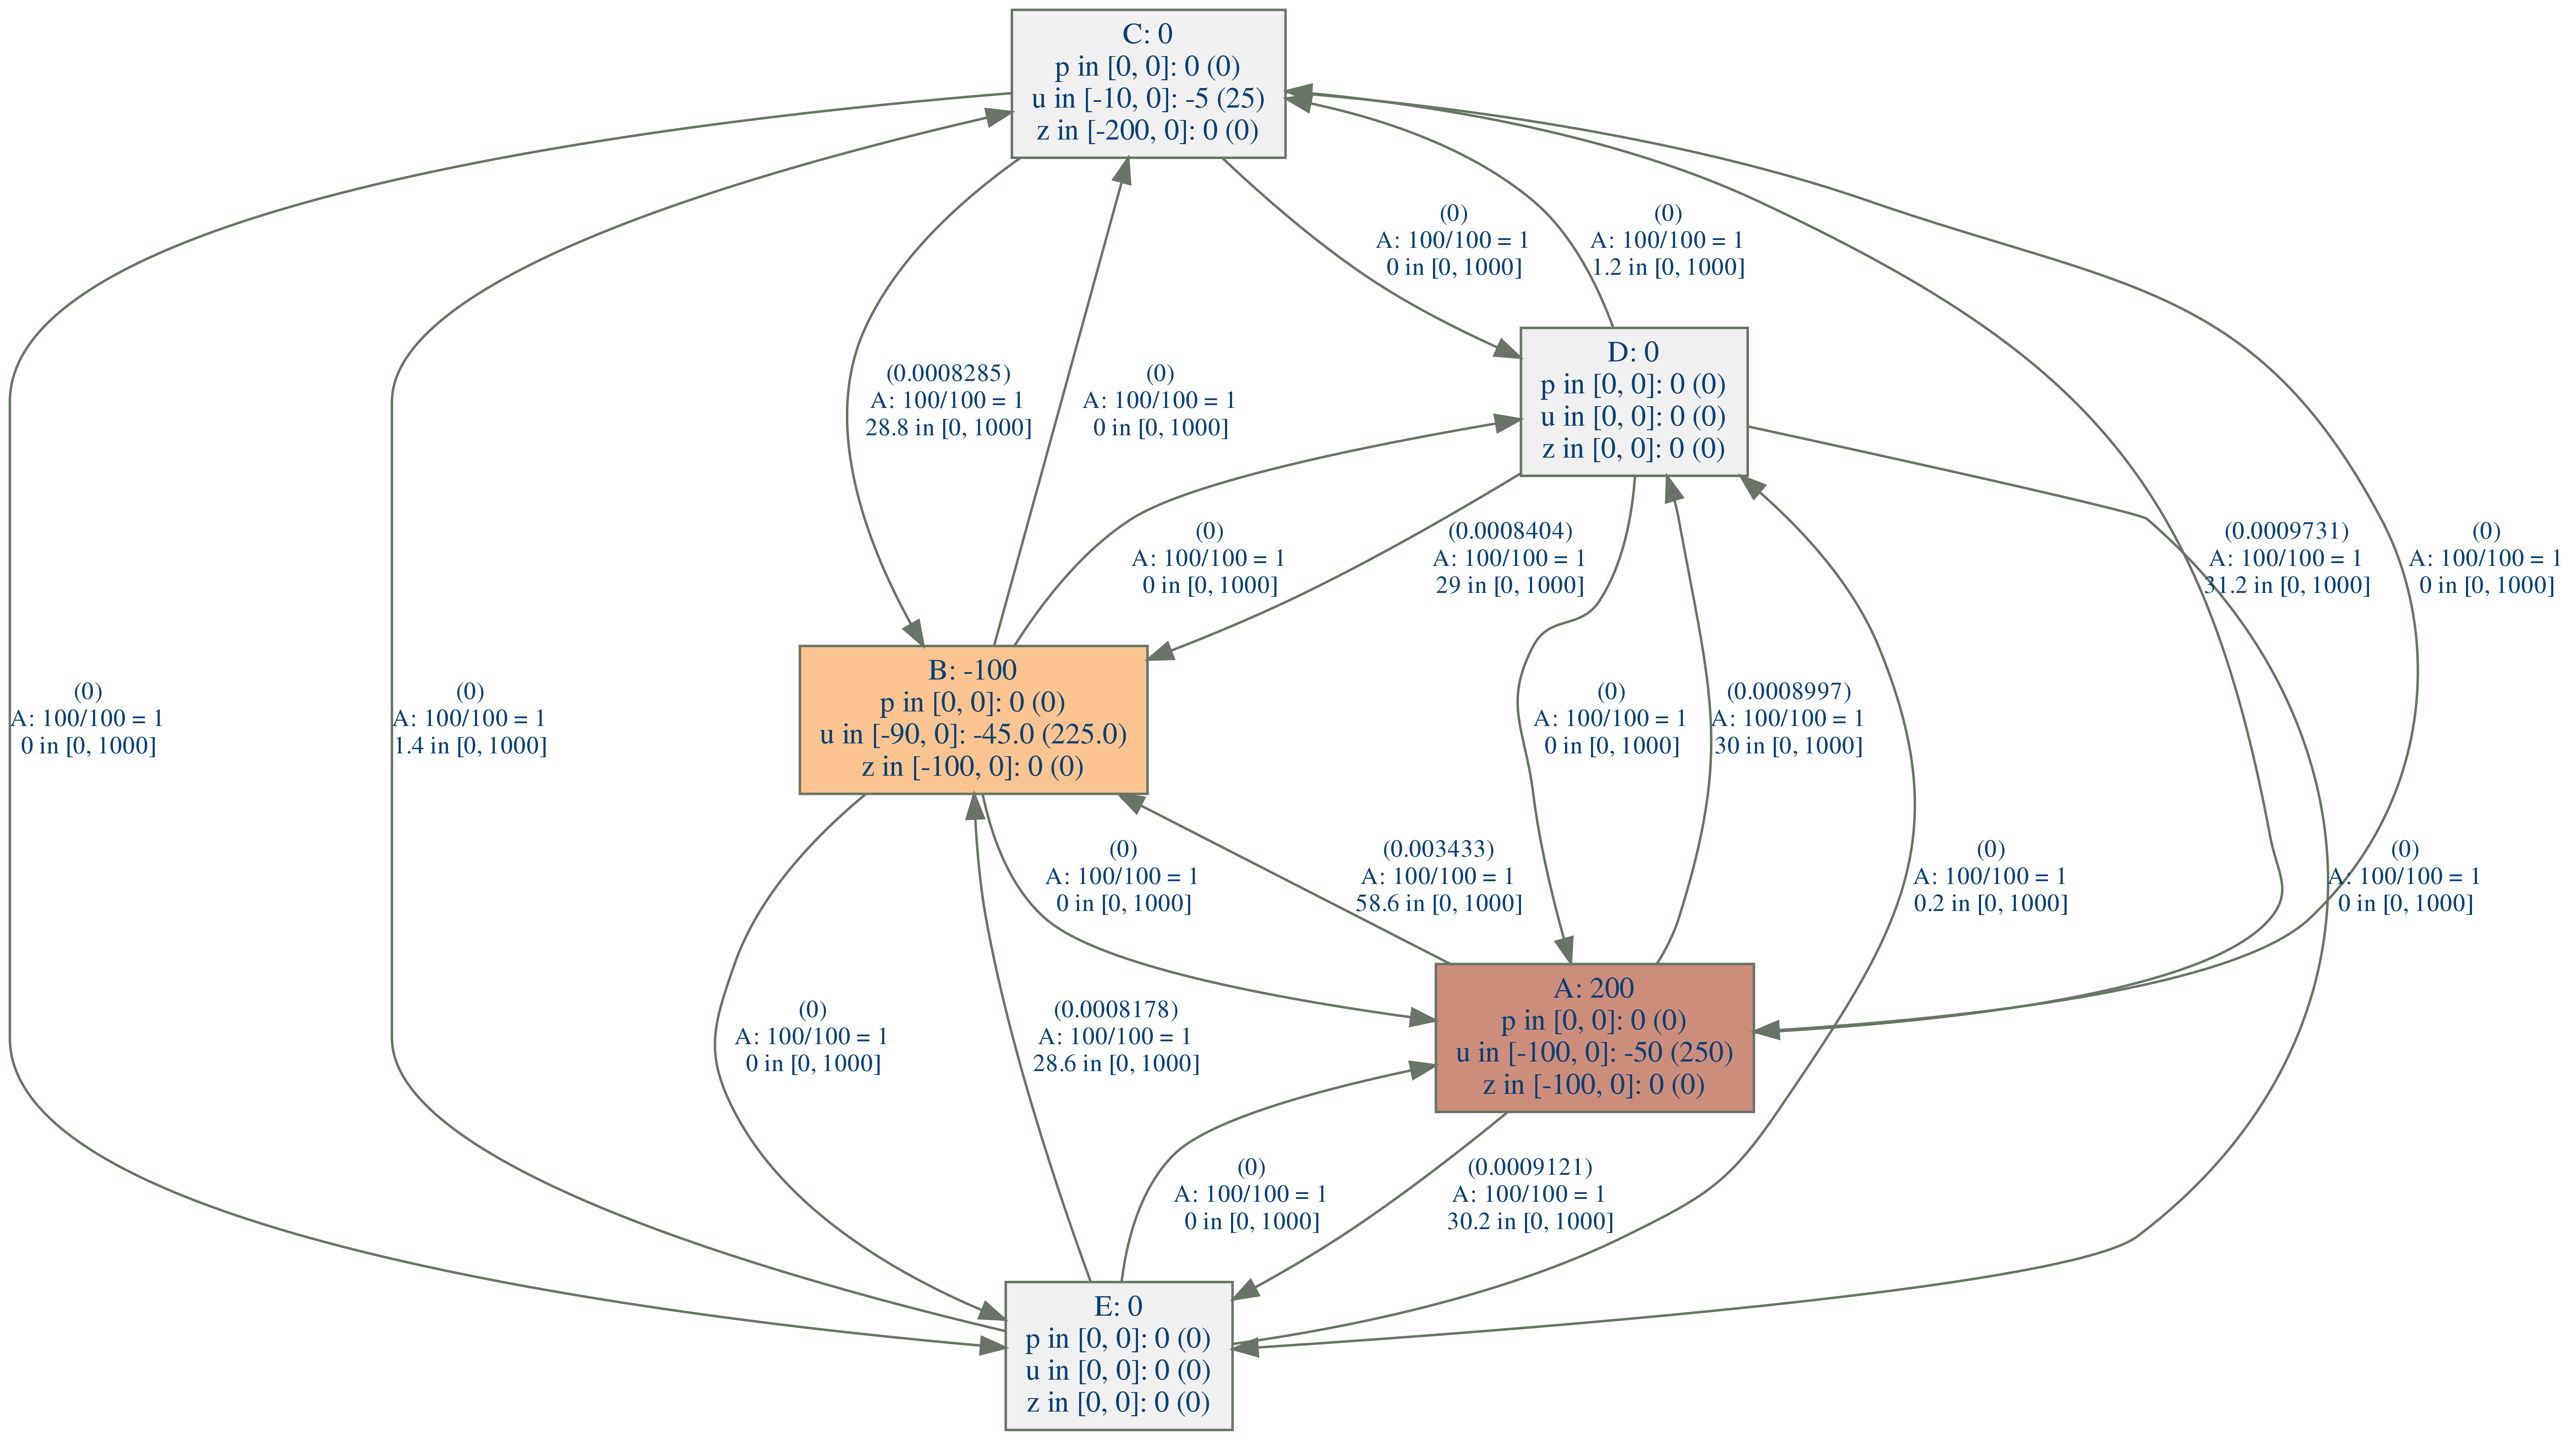 C: 0
p in [0, 0]: 0 (0)
u in [-10, 0]: -5 (25)
z in [-200, 0]: 0 (0)
(0)
A: 100/100 = 1
0 in [0, 1000]
(0)
A: 100/100 = 1
1.2 in [0, 1000]
D: 0
p in [0, 0]: 0 (0)
u in [0, 0]: 0 (0)
z in [0, 0]: 0 (0)
(0.0008285)
A: 100/100 = 1
28.8 in [0, 1000]
(0)
A: 100/100 = 1
0 in [0, 1000]
(0)
A: 100/100 = 1
0 in [0, 1000]
(0.0008404)
A: 100/100 = 1
29 in [0, 1000]
(0.0009731)
A: 100/100 = 1
31.2 in [0, 1000]
(0)
A: 100/100 = 1
0 in [0, 1000]
B: -100
p in [0, 0]: 0 (0)
u in [-90, 0]: -45.0 (225.0)
z in [-100, 0]: 0 (0)
(0)
A: 100/100 = 1
0 in [0, 1000]
(0)
A: 100/100 = 1
1.4 in [0, 1000]
(0)
A: 100/100 = 1
0 in [0, 1000]
(0.0008997)
A: 100/100 = 1
30 in [0, 1000]
(0)
A: 100/100 = 1
0 in [0, 1000]
(0.003433)
A: 100/100 = 1
58.6 in [0, 1000]
(0)
A: 100/100 = 1
0.2 in [0, 1000]
(0)
A: 100/100 = 1
0 in [0, 1000]
A: 200
p in [0, 0]: 0 (0)
u in [-100, 0]: -50 (250)
z in [-100, 0]: 0 (0)
(0)
A: 100/100 = 1
0 in [0, 1000]
(0.0008178)
A: 100/100 = 1
28.6 in [0, 1000]
(0)
A: 100/100 = 1
0 in [0, 1000]
(0.0009121)
A: 100/100 = 1
30.2 in [0, 1000]
E: 0
p in [0, 0]: 0 (0)
u in [0, 0]: 0 (0)
z in [0, 0]: 0 (0)